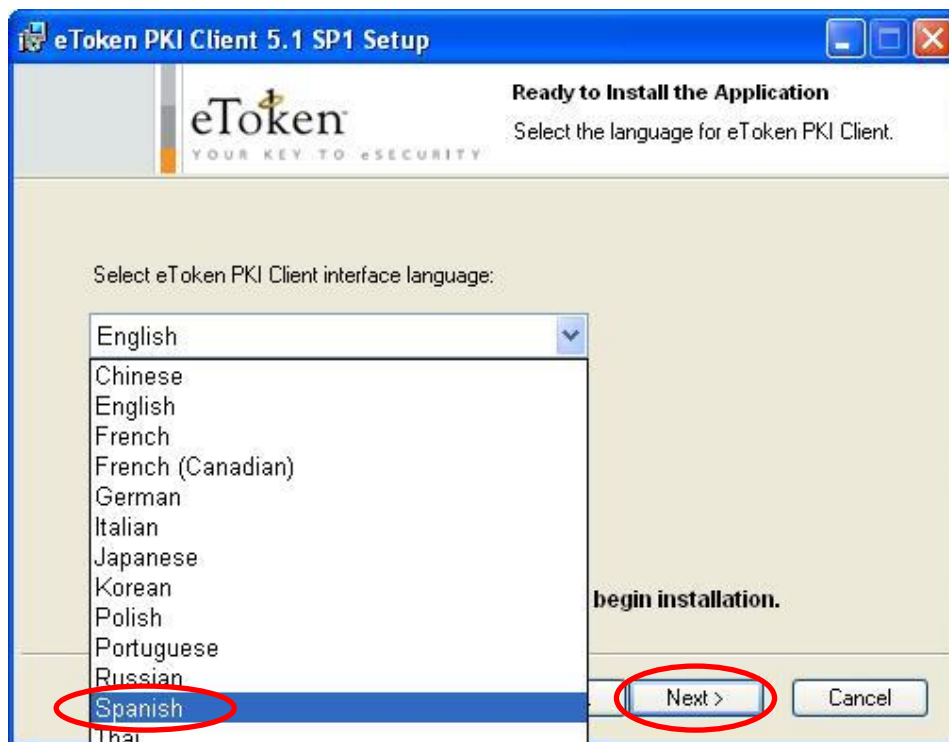 eToken PKI Client 5.1 SP1 Setup
eToken
YOUR KEY TO eSECURITY
Ready to Install the Application
Select the language for eToken PKI Client.
Select eToken PKI Client interface language:
English
Chinese
English
French
French (Canadian)
German
Italian
Japanese
Korean
Polish
begin installation.
Portuguese
Russian
Spanish
Thai
Next >
Cancel